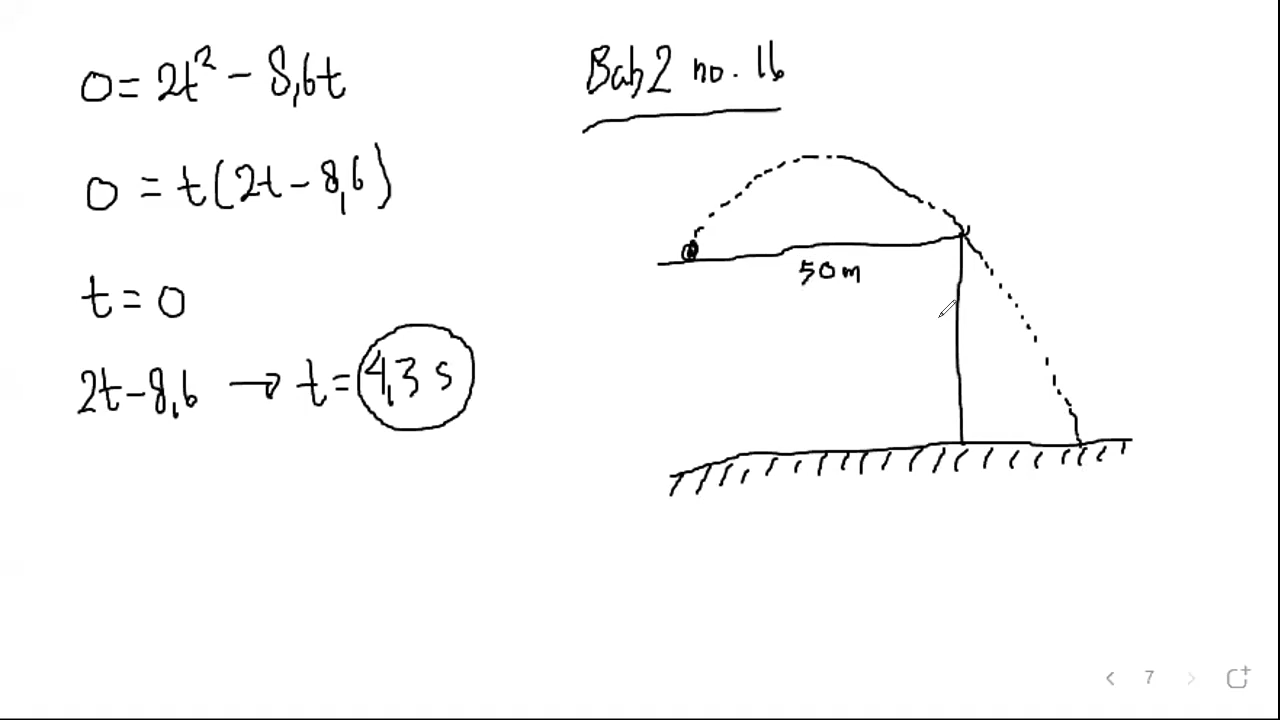 0 = 2t² - 8,6t
0 = t(2t - 8,6)
t = 0
2t - 8,6 → t = 4,3 s
Bab 2 no. 16
50 m
7